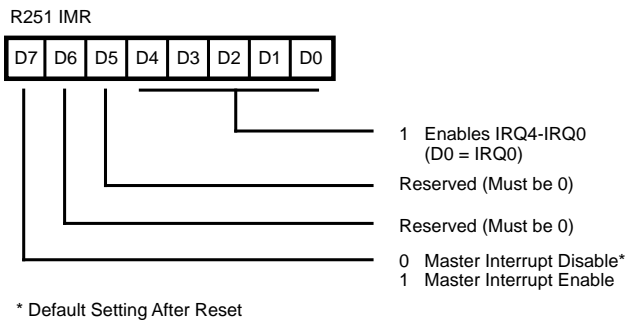 R251 IMR
D7 D6 D5 D4 D3 D2 D1 D0
1 Enables IRQ4-IRQ0
(D0 = IRQ0)
Reserved (Must be 0)
Reserved (Must be 0)
0 Master Interrupt Disable*
1 Master Interrupt Enable
* Default Setting After Reset